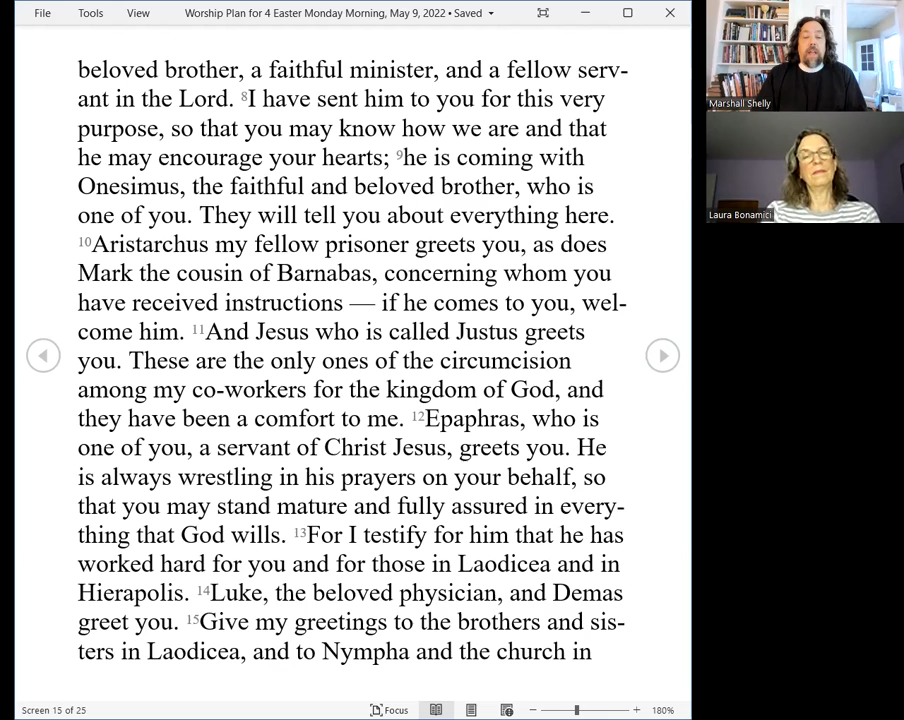 File Tools View Worship Plan for 4 Easter Monday Morning, May 9, 2022 • Saved
beloved brother, a faithful minister, and a fellow serv-
ant in the Lord. 8I have sent him to you for this very
purpose, so that you may know how we are and that
he may encourage your hearts; 9he is coming with
Onesimus, the faithful and beloved brother, who is
one of you. They will tell you about everything here.
10Aristarchus my fellow prisoner greets you, as does
Mark the cousin of Barnabas, concerning whom you
have received instructions — if he comes to you, wel-
come him. 11And Jesus who is called Justus greets
you. These are the only ones of the circumcision
among my co-workers for the kingdom of God, and
they have been a comfort to me. 12Epaphras, who is
one of you, a servant of Christ Jesus, greets you. He
is always wrestling in his prayers on your behalf, so
that you may stand mature and fully assured in every-
thing that God wills. 13For I testify for him that he has
worked hard for you and for those in Laodicea and in
Hierapolis. 14Luke, the beloved physician, and Demas
greet you. 15Give my greetings to the brothers and sis-
ters in Laodicea, and to Nympha and the church in
Screen 15 of 25 Focus 180%
Marshall Shelly
Laura Bonamici